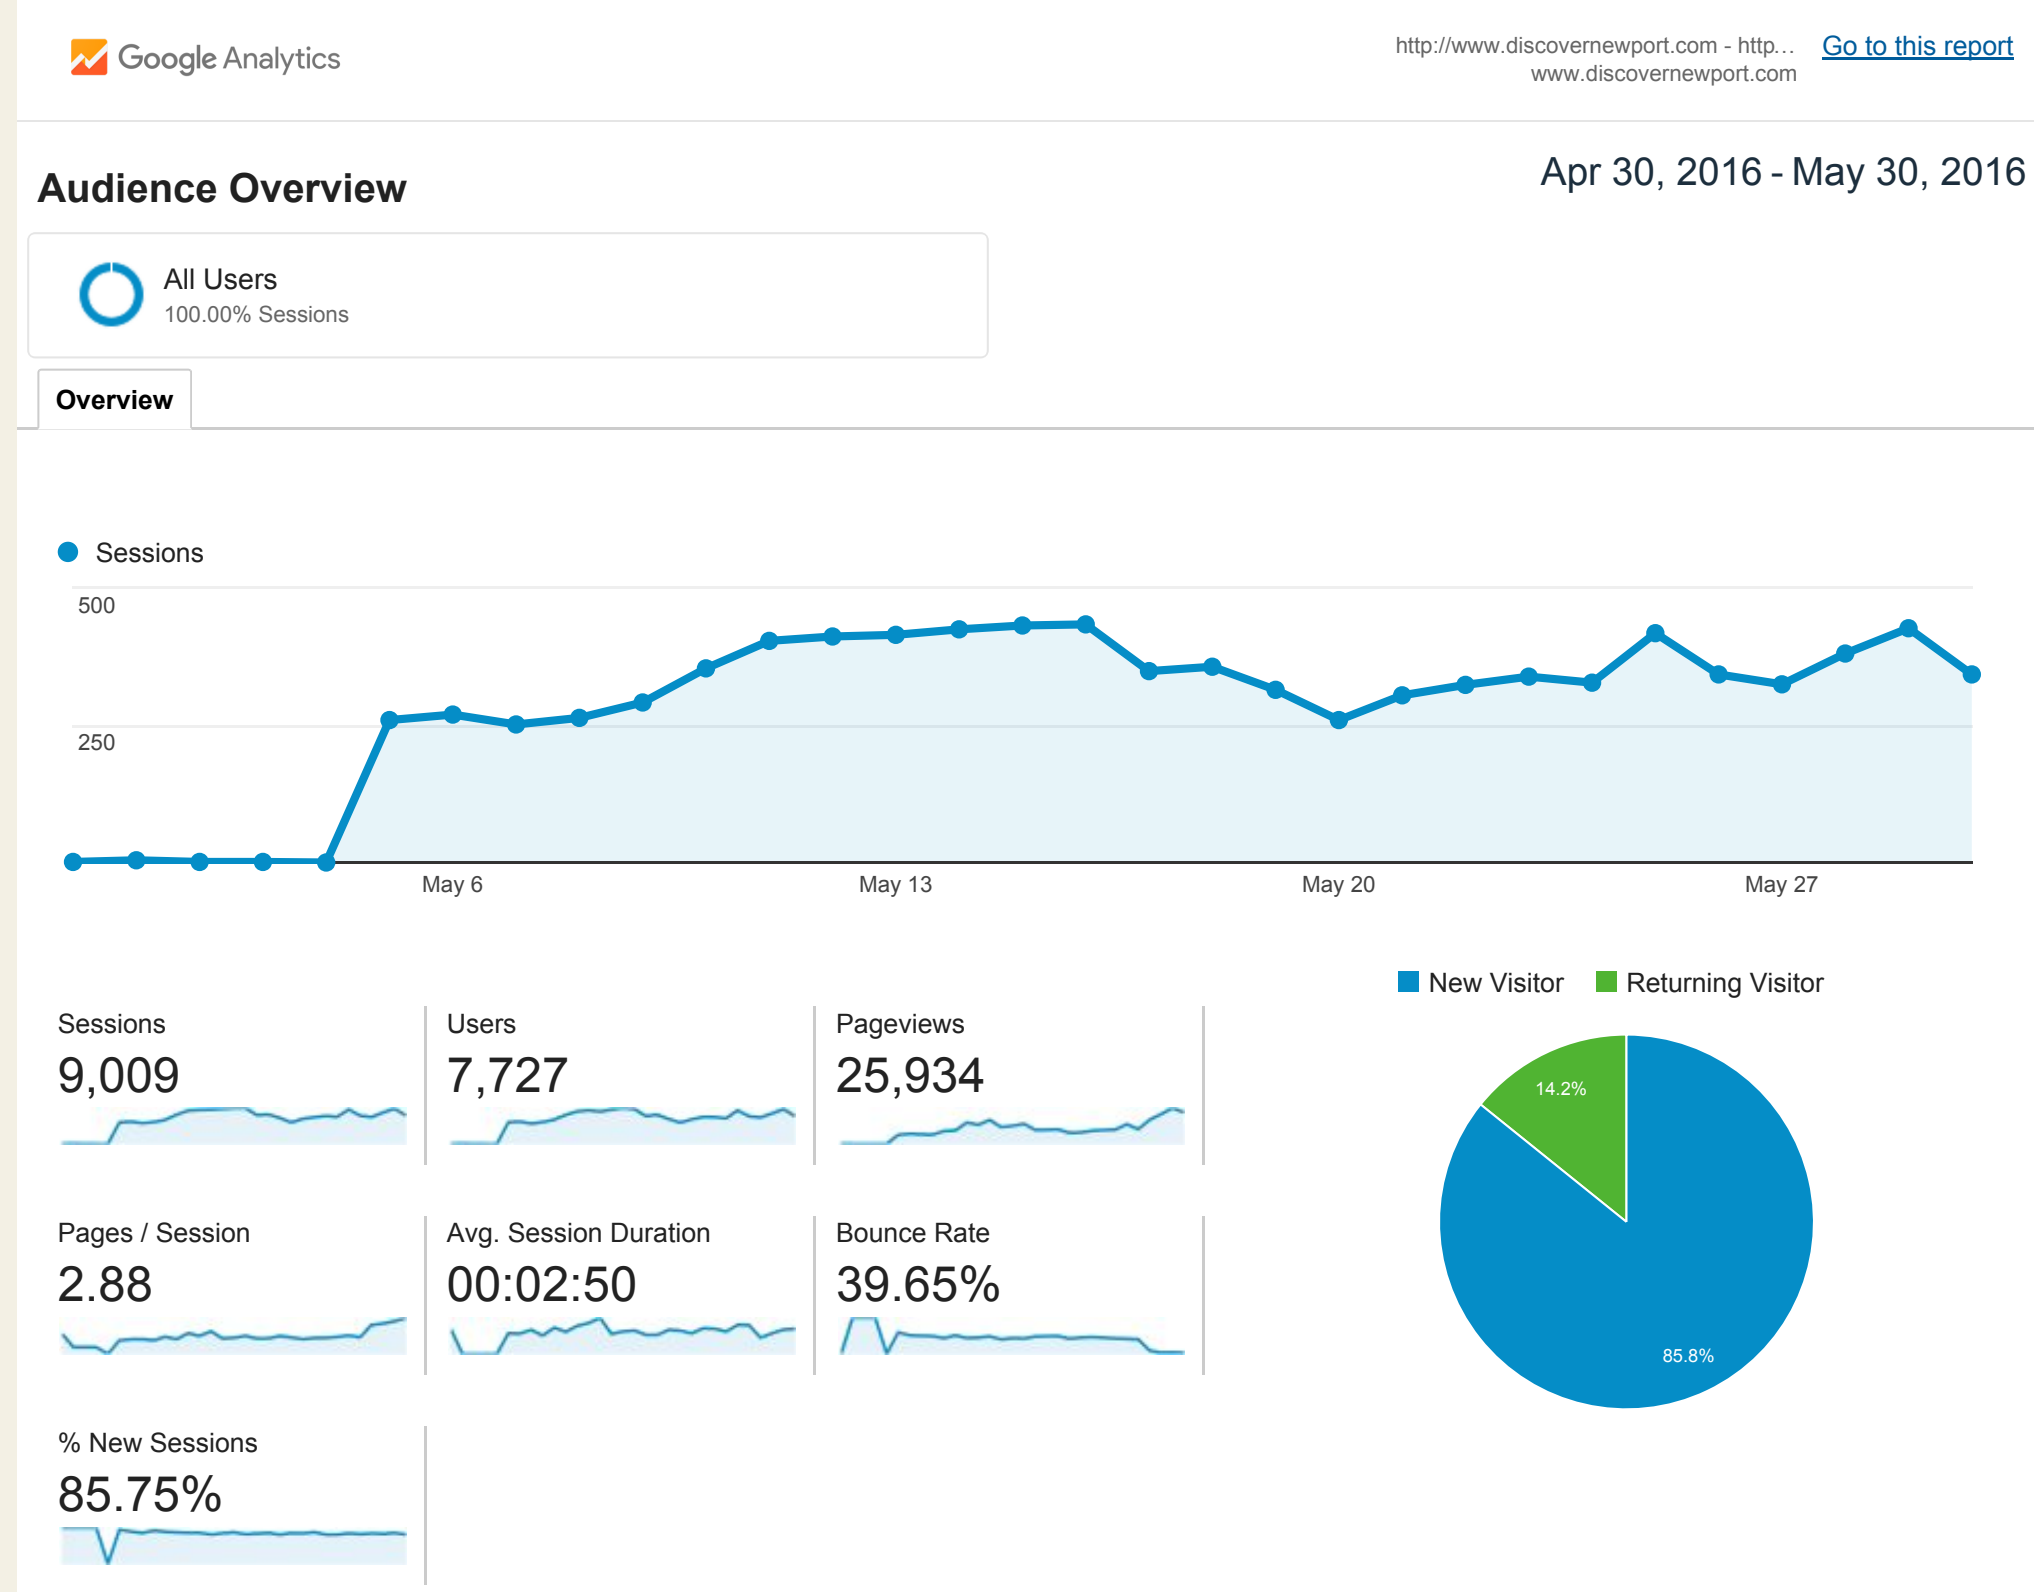 Google Analytics
http://www.discovernewport.com - http...
www.discovernewport.com
Go to this report
Audience Overview
Apr 30, 2016 - May 30, 2016
All Users
100.00% Sessions
Overview
Sessions
500
250
May 6
May 13
May 20
May 27
New Visitor
Returning Visitor
14.2%
85.8%
Sessions
9,009
Users
7,727
Pageviews
25,934
Pages / Session
2.88
Avg. Session Duration
00:02:50
Bounce Rate
39.65%
% New Sessions
85.75%